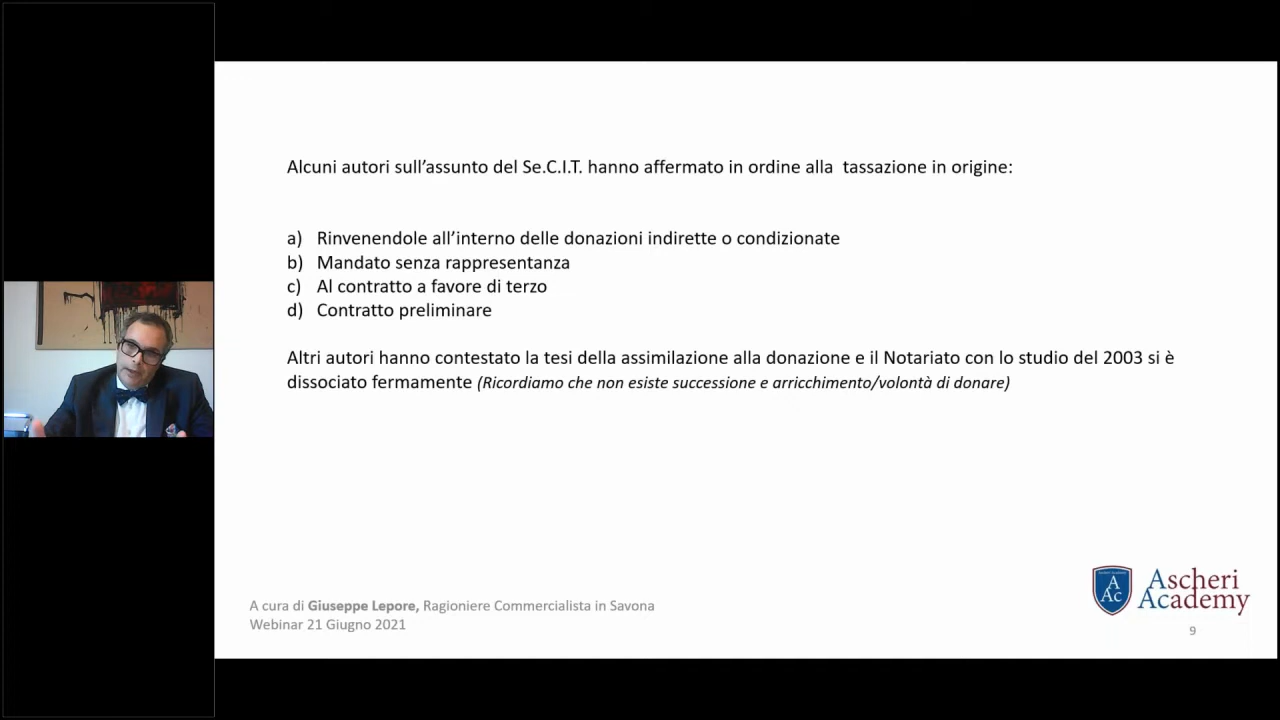 Alcuni autori sull’assunto del Se.C.I.T. hanno affermato in ordine alla  tassazione in origine:
a) Rinvenendole all’interno delle donazioni indirette o condizionate
b) Mandato senza rappresentanza
c) Al contratto a favore di terzo
d) Contratto preliminare
Altri autori hanno contestato la tesi della assimilazione alla donazione e il Notariato con lo studio del 2003 si è
dissociato fermamente (Ricordiamo che non esiste successione e arricchimento/volontà di donare)
A cura di Giuseppe Lepore, Ragioniere Commercialista in Savona
Webinar 21 Giugno 2021
A
Ac
Ascheri
Academy
9